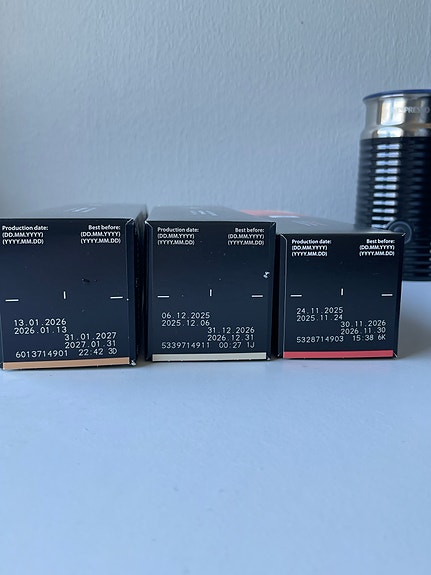 Production date:
(DD.MM.YYYY)
(YYYY.MM.DD)
Best before:
(DD.MM.YYYY)
(YYYY.MM.DD)
13.01.2026
2026.01.13
31.01.2027
2027.01.31
6013714901 22:42 3D
Production date:
(DD.MM.YYYY)
(YYYY.MM.DD)
Best before:
(DD.MM.YYYY)
(YYYY.MM.DD)
06.12.2025
2025.12.06
31.12.2026
2026.12.31
5339714911 00:27 1J
Production date:
(DD.MM.YYYY)
(YYYY.MM.DD)
Best before:
(DD.MM.YYYY)
(YYYY.MM.DD)
24.11.2025
2025.11.24
30.11.2026
2026.11.30
5328714903 15:38 6K